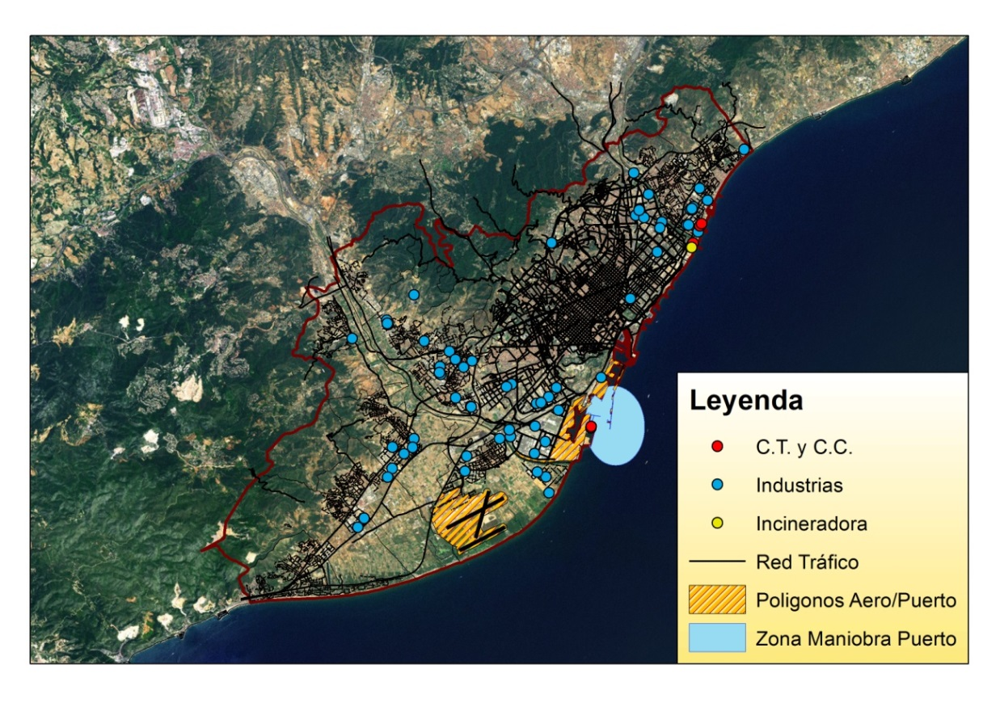 Leyenda
C.T. y C.C.
Industrias
Incineradora
Red Tráfico
Poligonos Aero/Puerto
Zona Maniobra Puerto